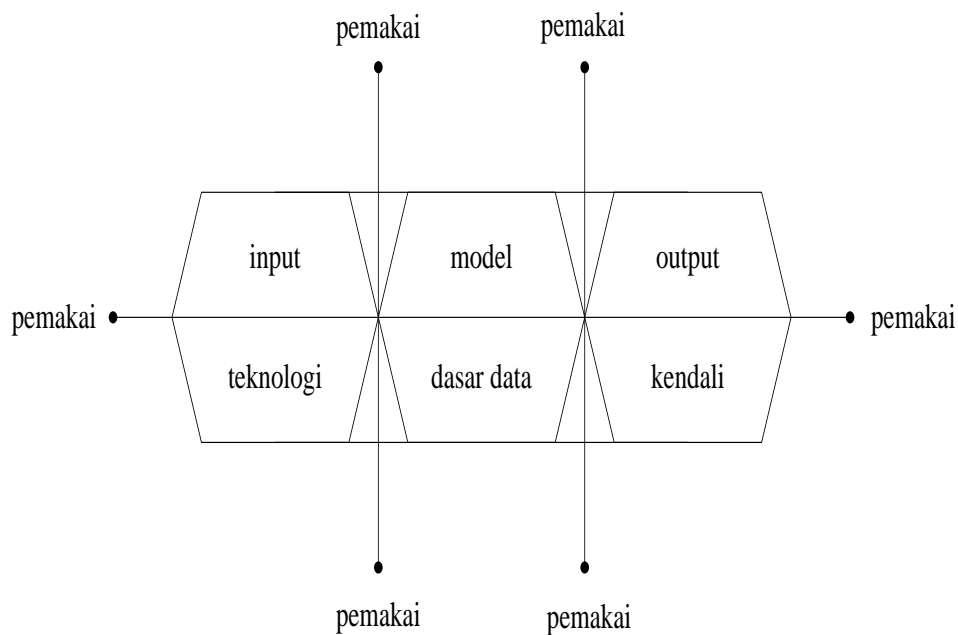 pemakai
pemakai
input
model
output
pemakai
pemakai
teknologi
dasar data
kendali
pemakai
pemakai